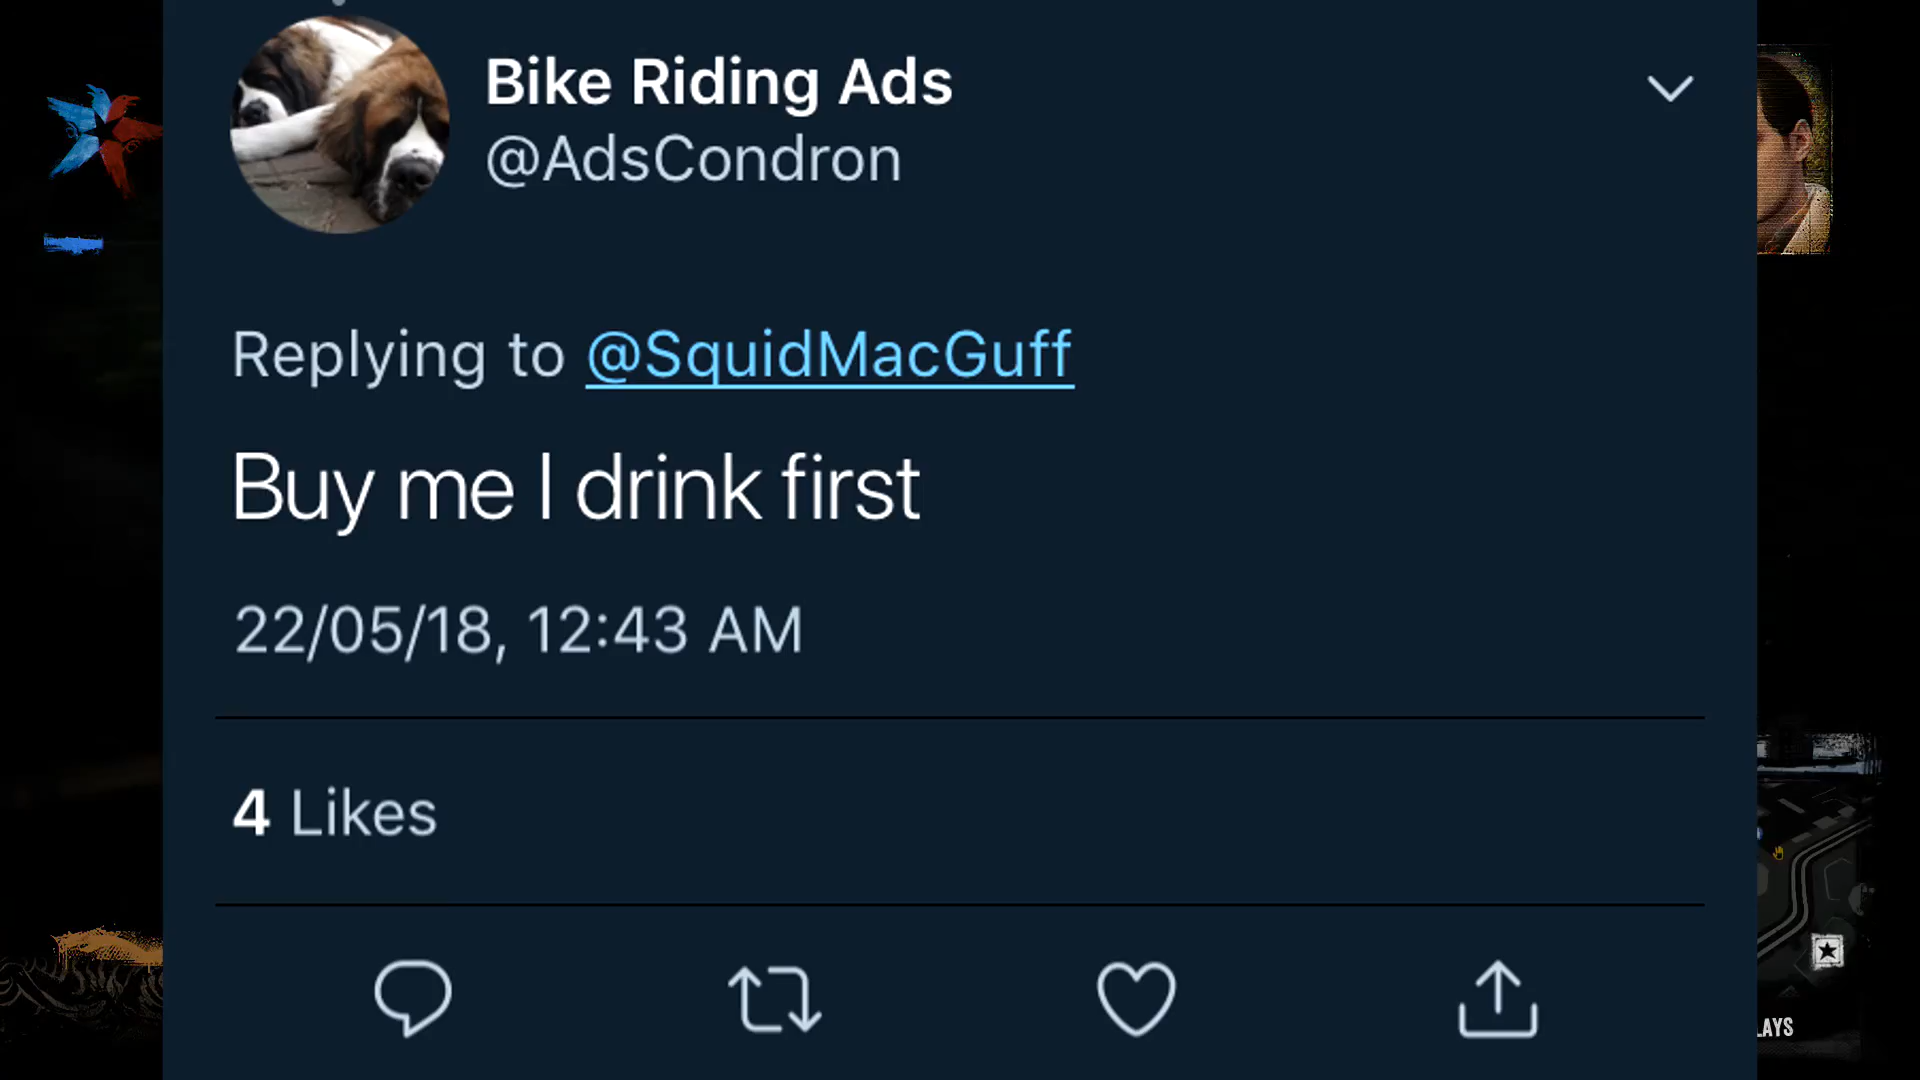 Bike Riding Ads
@AdsCondron
Replying to @SquidMacGuff
Buy me I drink first
22/05/18, 12:43 AM
4 Likes
LAYS